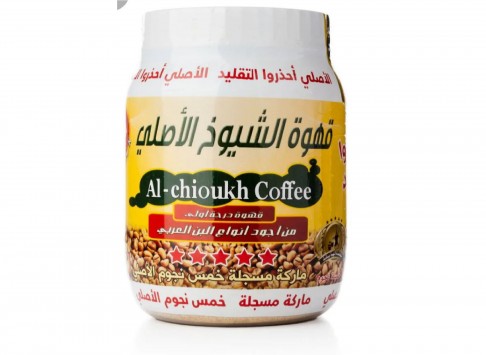 الأصلي أحذروا التقليد الأصلي أحذروا
قهوة الشيوخ الأصلي
Al-chioukh Coffee
قهوة درجة أولى
من أجود أنواع البن العربي
ماركة مسجلة خمس نجوم الأصلي
ماركة مسجلة خمس نجوم